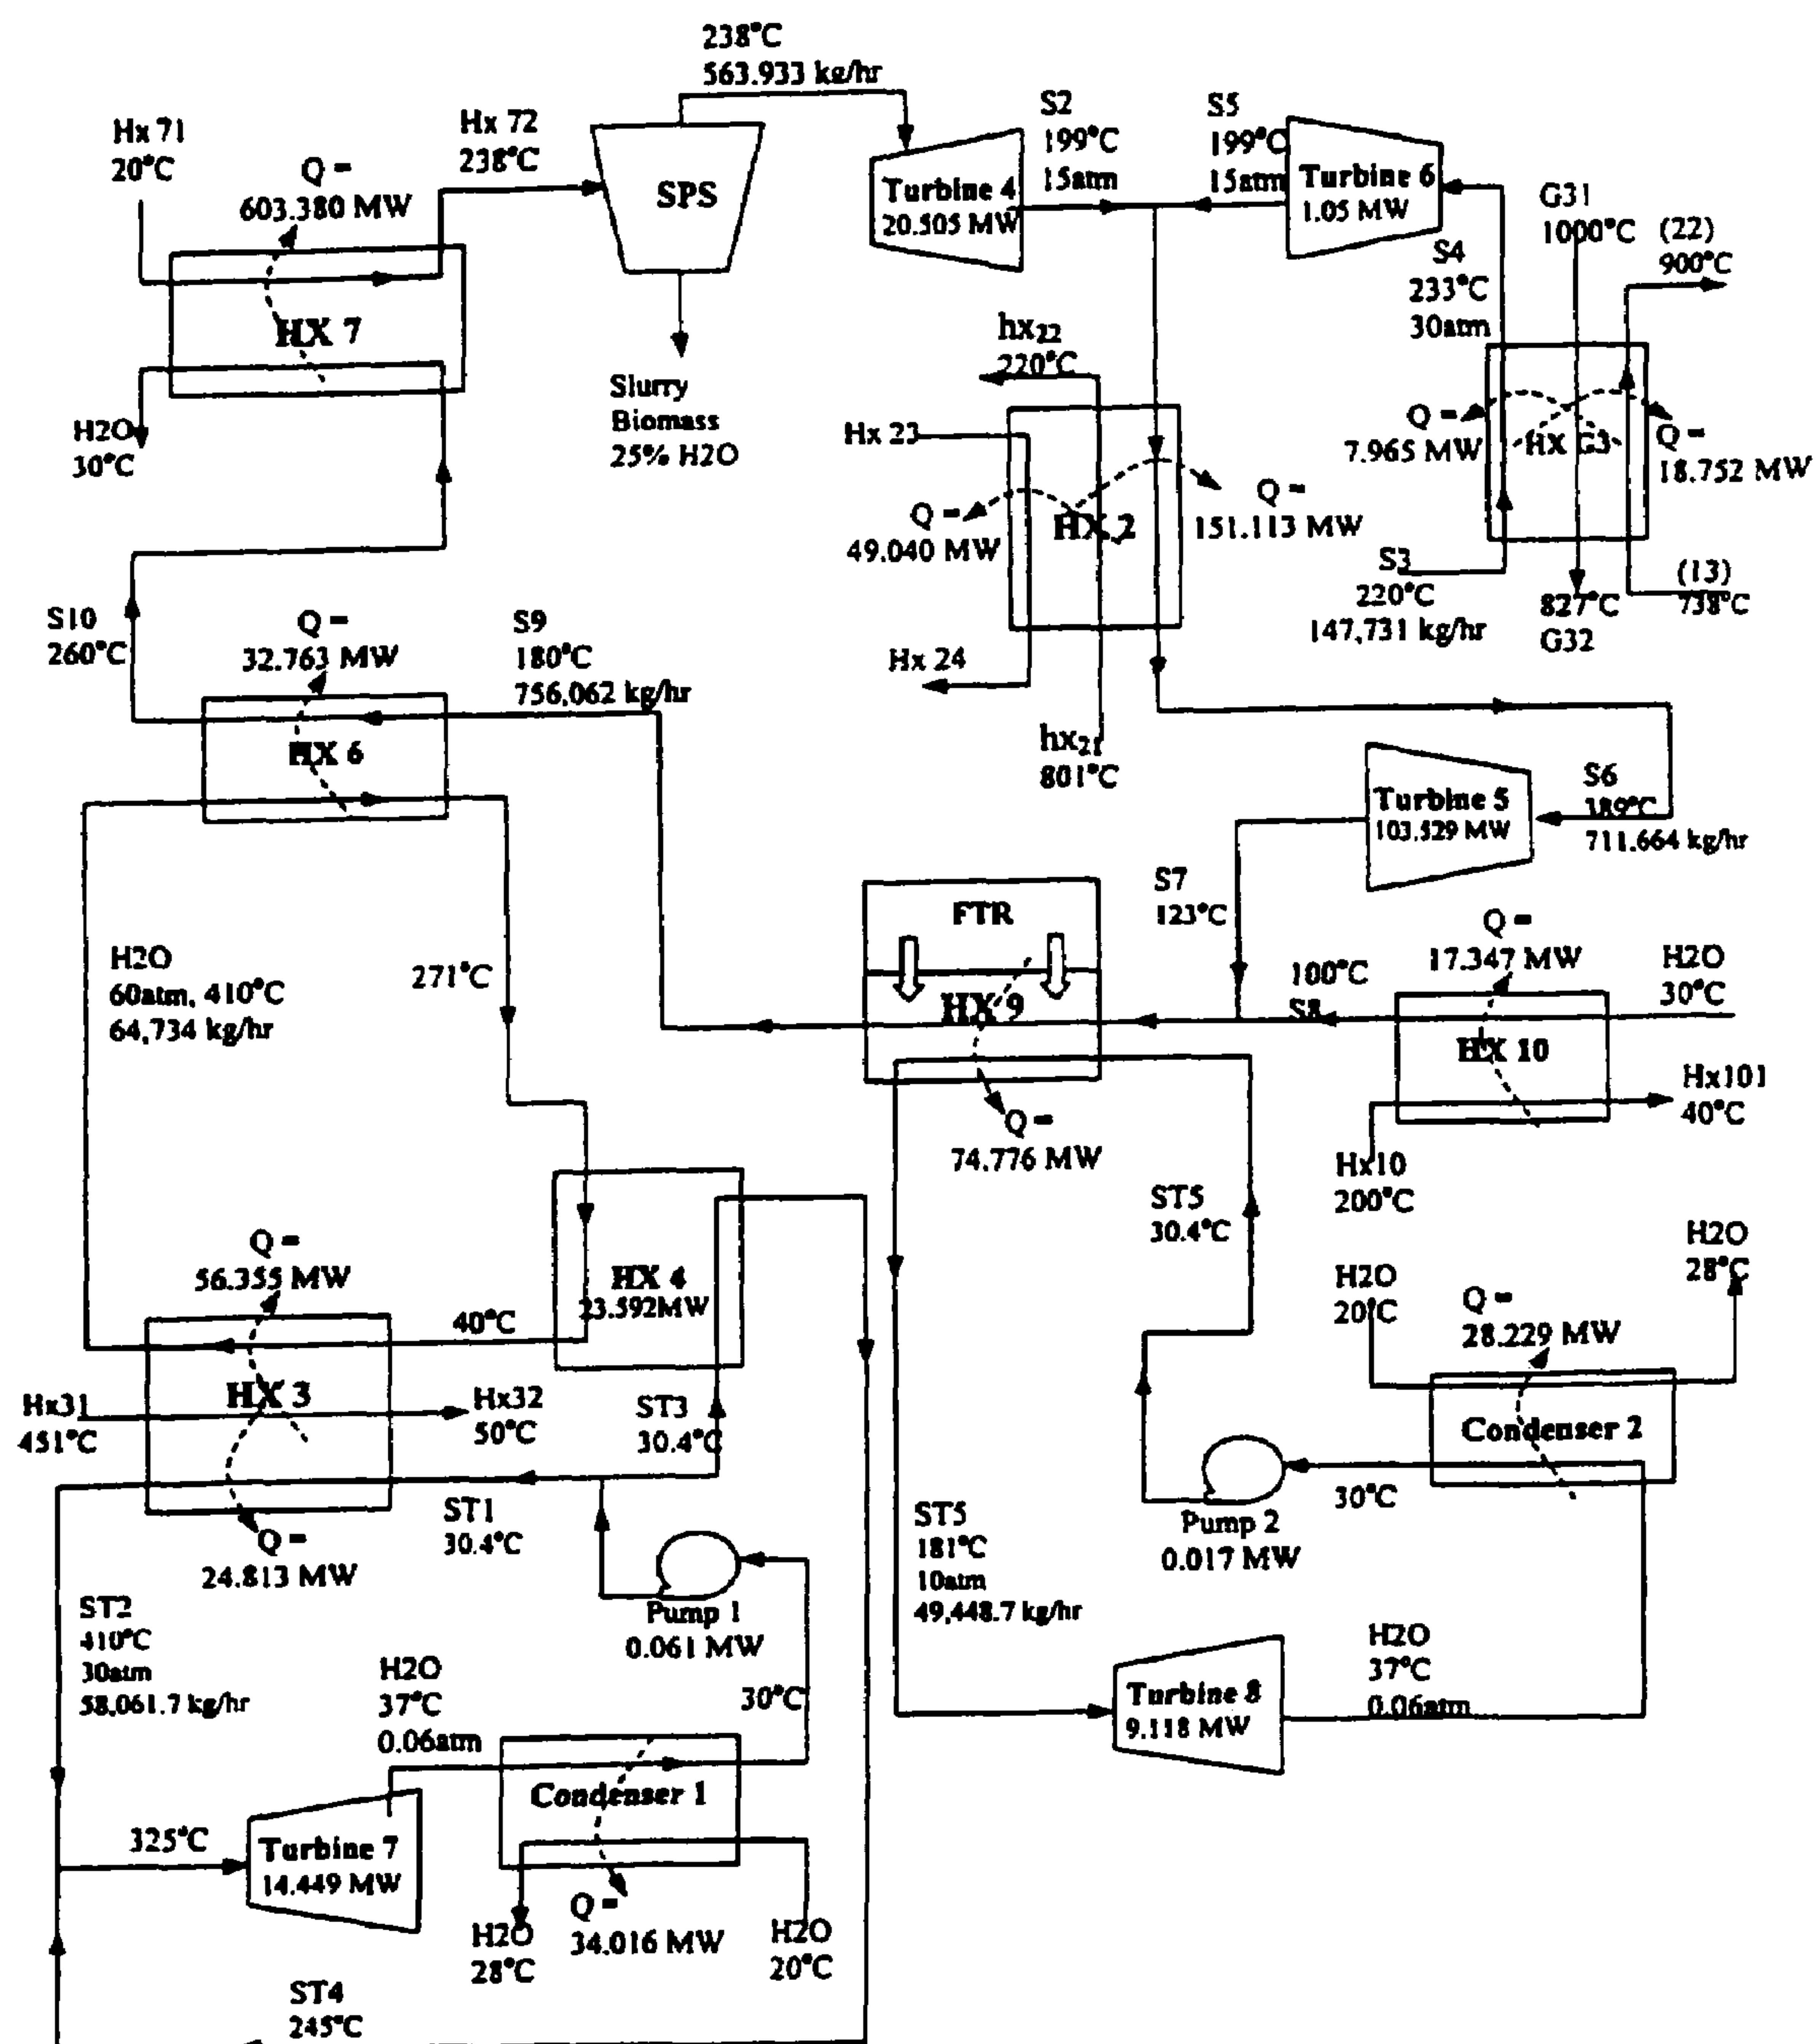 238°C
563.933 kg/hr
Hx 71
20°C
Q =
603.380 MW
Hx 72
238°C
SPS
S2
199°C
15atm
S5
199°C
15atm
Turbine 4
20.505 MW
Turbine 6
1.05 MW
G31
1000°C
(22)
900°C
S4
233°C
30atm
HX 7
H2O
30°C
Slurry
Biomass
25% H2O
hx22
220°C
Hx 23
Q =
49.040 MW
HX 2
Q =
151.113 MW
Q =
7.965 MW
HX G3
Q =
18.752 MW
S3
220°C
147,731 kg/hr
827°C
G32
(13)
738°C
Hx 24
hx21
801°C
S10
260°C
Q =
32.763 MW
S9
180°C
756,062 kg/hr
HX 6
Turbine 5
103.529 MW
S6
389°C
711.664 kg/hr
S7
123°C
FTR
HX 9
Q =
74.776 MW
100°C
S8
Q =
17.347 MW
H2O
30°C
HX 10
Hx101
40°C
Hx10
200°C
H2O
60atm, 410°C
64,734 kg/hr
271°C
HX 4
23.592MW
ST5
30.4°C
H2O
20°C
Q =
28.229 MW
H2O
28°C
Condenser 2
30°C
Pump 2
0.017 MW
Q =
56.355 MW
40°C
HX 3
Hx31
451°C
Hx32
50°C
ST3
30.4°C
ST1
30.4°C
Q =
24.813 MW
Pump 1
0.061 MW
ST2
410°C
30atm
58,061.7 kg/hr
H2O
37°C
0.06atm
30°C
ST5
181°C
10atm
49,448.7 kg/hr
Turbine 8
9.118 MW
H2O
37°C
0.06atm
325°C
Turbine 7
14.449 MW
Condenser 1
H2O
28°C
Q =
34.016 MW
H2O
20°C
ST4
245°C